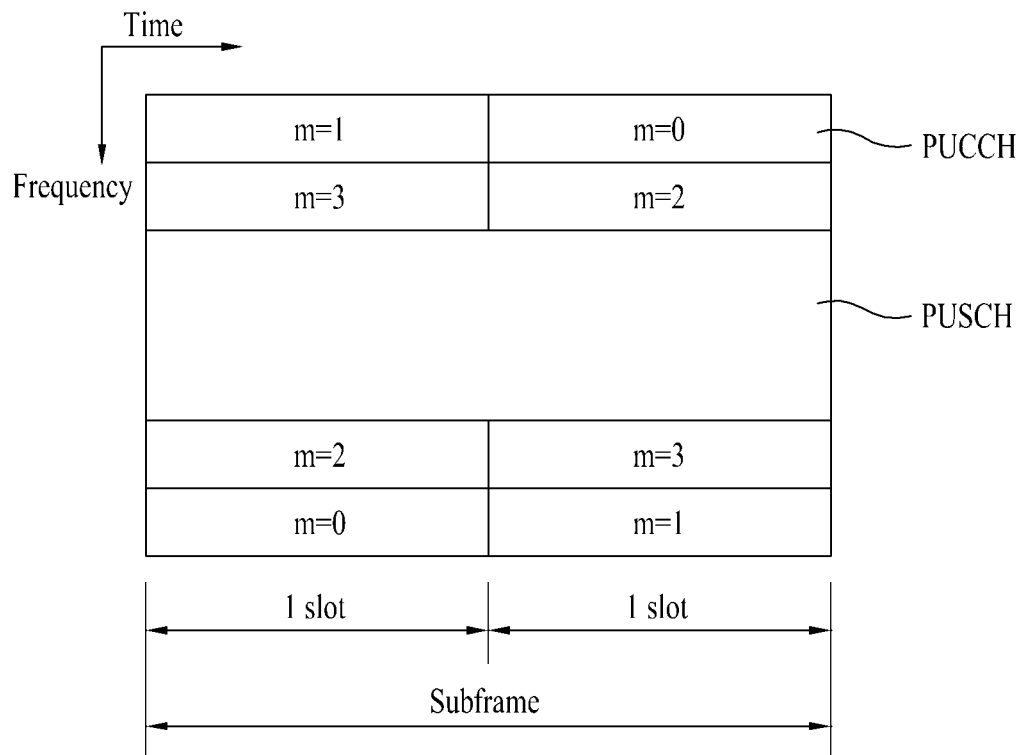 Time
Frequency
m=1
m=0
PUCCH
m=3
m=2
PUSCH
m=2
m=3
m=0
m=1
1 slot
1 slot
Subframe